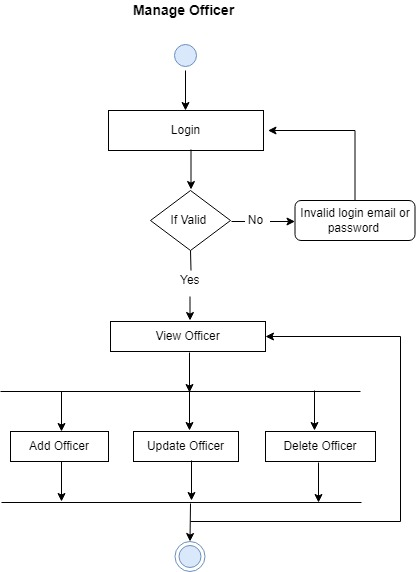 Manage Officer
Login
If Valid
No
Invalid login email or
password
Yes
View Officer
Add Officer
Update Officer
Delete Officer